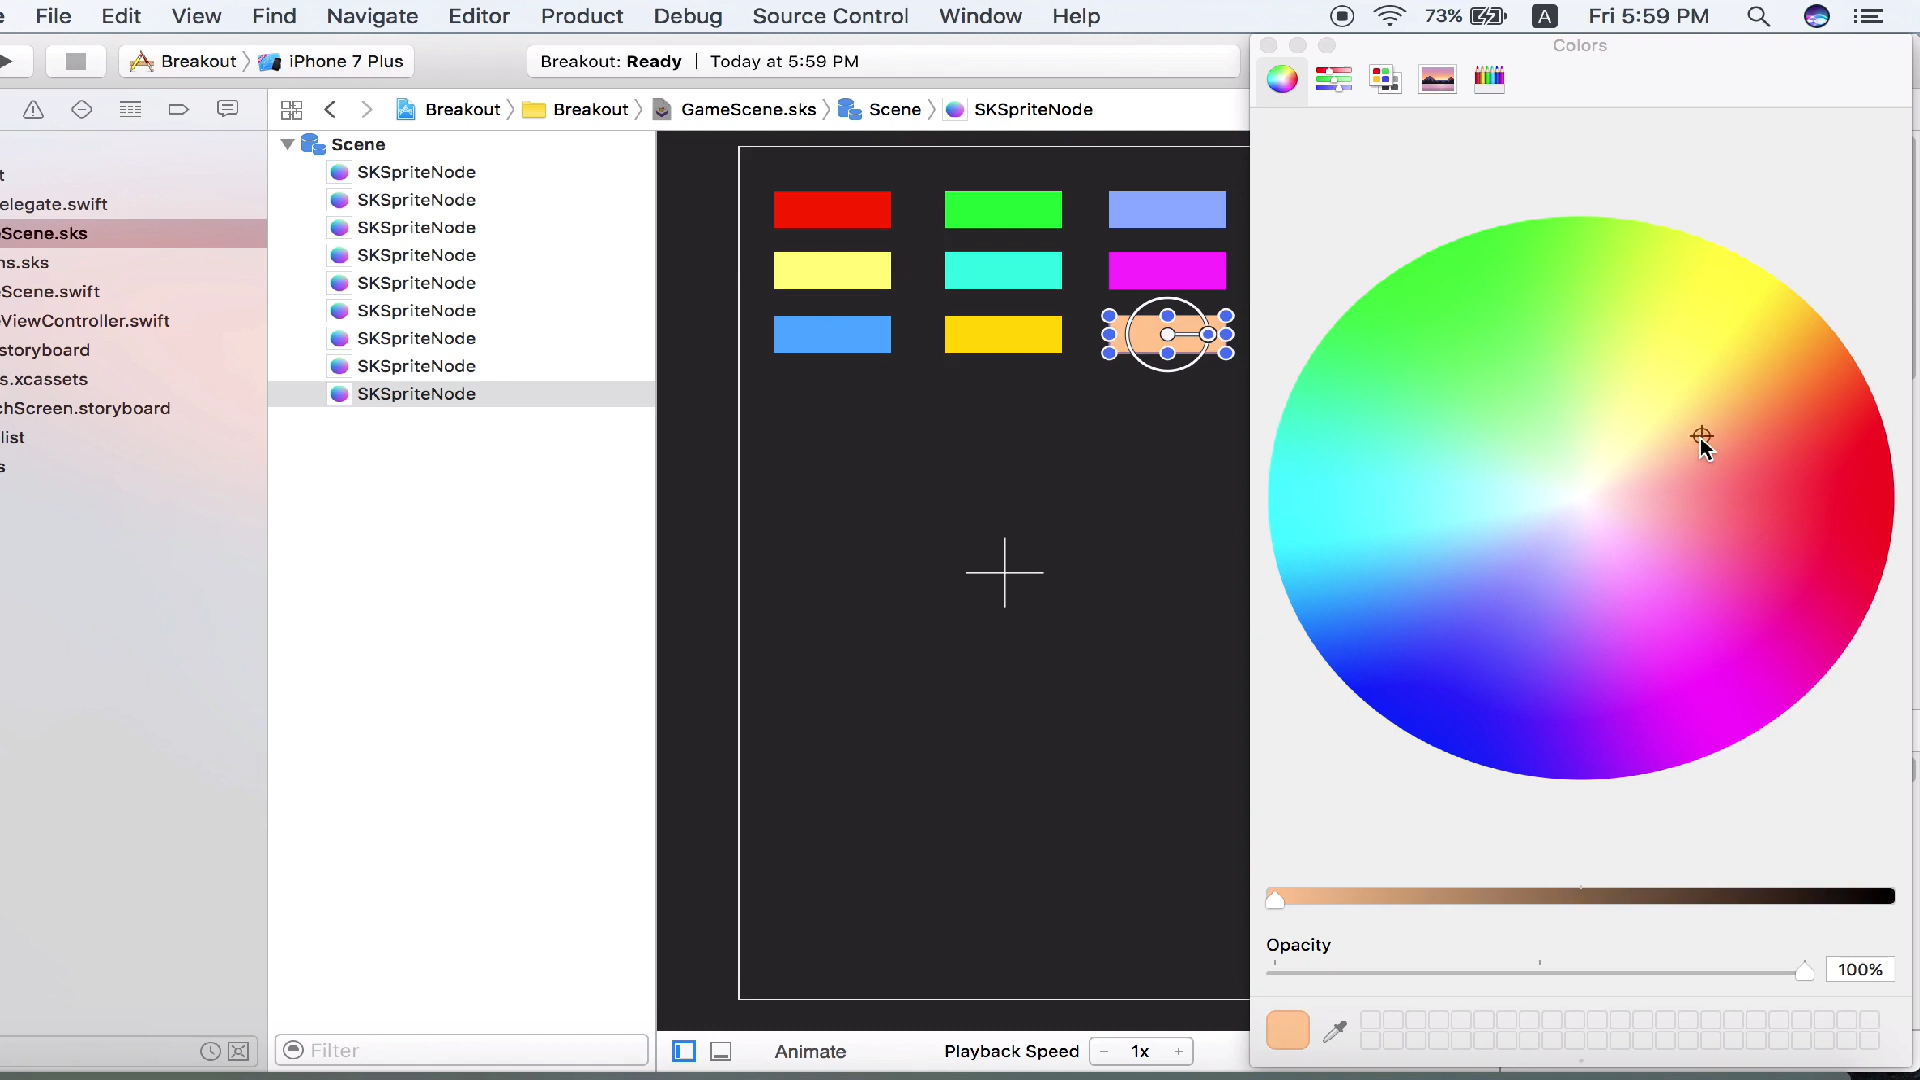 File Edit View Find Navigate Editor Product Debug Source Control Window Help 73% A Fri 5:59 PM
Breakout iPhone 7 Plus Breakout: Ready | Today at 5:59 PM
Colors
Breakout Breakout GameScene.sks Scene SKSpriteNode
Scene
SKSpriteNode
SKSpriteNode
SKSpriteNode
SKSpriteNode
SKSpriteNode
SKSpriteNode
SKSpriteNode
SKSpriteNode
SKSpriteNode
t
elegate.swift
Scene.sks
ns.sks
Scene.swift
ViewController.swift
storyboard
s.xcassets
chScreen.storyboard
list
s
Filter
Animate Playback Speed - 1x +
Opacity
100%